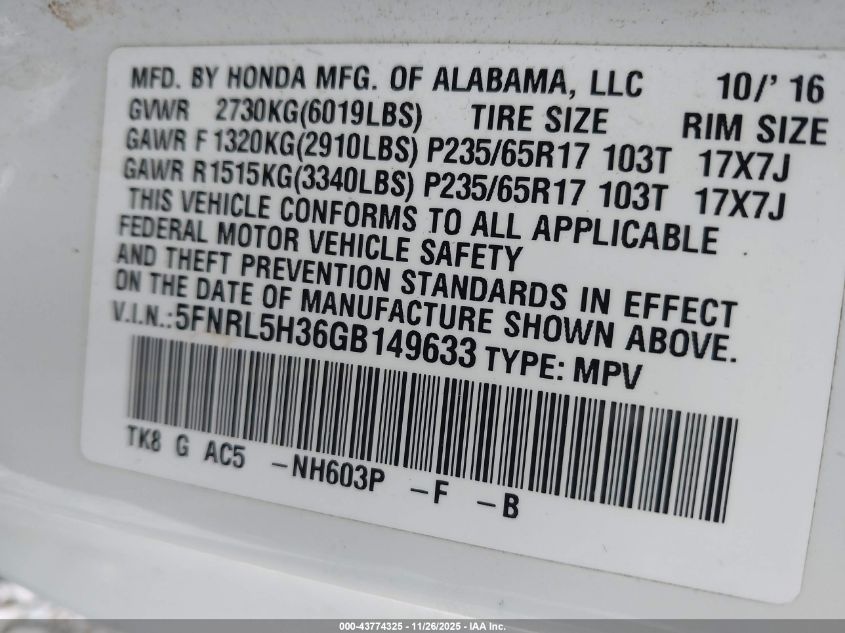 MFD. BY HONDA MFG. OF ALABAMA, LLC 10/' 16
GVWR 2730KG(6019LBS) TIRE SIZE RIM SIZE
GAWR F 1320KG(2910LBS) P235/65R17 103T 17X7J
GAWR R1515KG(3340LBS) P235/65R17 103T 17X7J
THIS VEHICLE CONFORMS TO ALL APPLICABLE
FEDERAL MOTOR VEHICLE SAFETY
AND THEFT PREVENTION STANDARDS IN EFFECT
ON THE DATE OF MANUFACTURE SHOWN ABOVE.
V.I.N.:5FNRL5H36GB149633 TYPE: MPV
TK8 G AC5 -NH603P -F -B
000-43774325 - 11/26/2025 - IAA Inc.